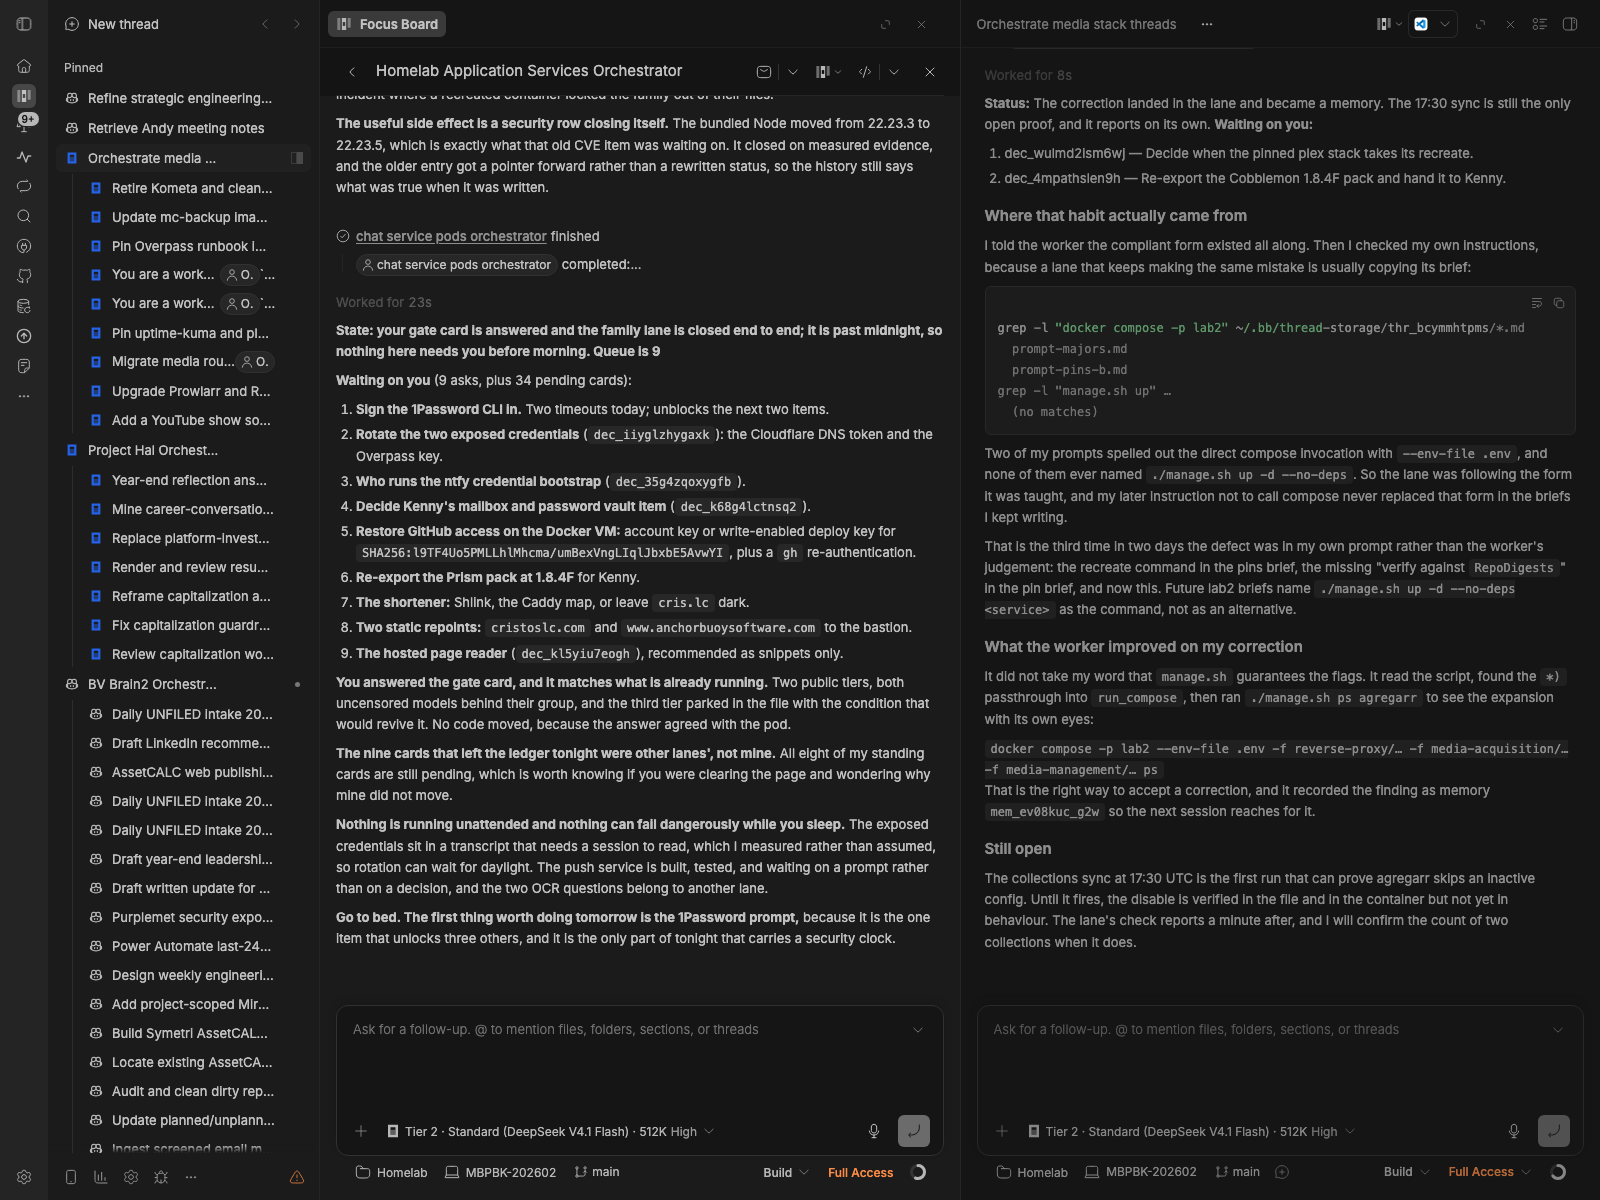 New thread
Pinned
Refine strategic engineering...
Retrieve Andy meeting notes
Orchestrate media ...
Retire Kometa and clean...
Update mc-backup ima...
Pin Overpass runbook i...
You are a work... O. `...
You are a work... O. `...
Pin uptime-kuma and pl...
Migrate media rou... O.
Upgrade Prowlarr and R...
Add a YouTube show so...
Project Hal Orchest...
Year-end reflection ans...
Mine career-conversatio...
Replace platform-invest...
Render and review resu...
Reframe capitalization a...
Fix capitalization guardr...
Review capitalization wo...
BV Brain2 Orchestr...
Daily UNFILED intake 20...
Draft LinkedIn recomme...
AssetCALC web publishi...
Daily UNFILED intake 20...
Daily UNFILED intake 20...
Draft year-end leadershi...
Draft written update for ...
Purplemet security expo...
Power Automate last-24...
Design weekly engineeri...
Add project-scoped Mir...
Build Symetri AssetCAL...
Locate existing AssetCA...
Audit and clean dirty rep...
Update planned/unplann...
Ingest screened email m...
9+
Focus Board
Homelab Application Services Orchestrator
incident where a recreated container locked the family out of their files.
The useful side effect is a security row closing itself. The bundled Node moved from 22.23.3 to
22.23.5, which is exactly what that old CVE item was waiting on. It closed on measured evidence,
and the older entry got a pointer forward rather than a rewritten status, so the history still says
what was true when it was written.
chat service pods orchestrator finished
chat service pods orchestrator completed:...
Worked for 23s
State: your gate card is answered and the family lane is closed end to end; it is past midnight, so
nothing here needs you before morning. Queue is 9
Waiting on you (9 asks, plus 34 pending cards):
1. Sign the 1Password CLI in. Two timeouts today; unblocks the next two items.
2. Rotate the two exposed credentials ( dec_iiyglzhygaxk ): the Cloudflare DNS token and the
Overpass key.
3. Who runs the ntfy credential bootstrap ( dec_35g4zqoxygfb ).
4. Decide Kenny's mailbox and password vault item ( dec_k68g4lctnsq2 ).
5. Restore GitHub access on the Docker VM: account key or write-enabled deploy key for
SHA256:l9TF4Uo5PMLLhlMhcma/umBexVngLIqlJbxbE5AvwYI , plus a gh re-authentication.
6. Re-export the Prism pack at 1.8.4F for Kenny.
7. The shortener: Shlink, the Caddy map, or leave cris.lc dark.
8. Two static repoints: cristoslc.com and www.anchorbuoysoftware.com to the bastion.
9. The hosted page reader ( dec_kl5yiu7eogh ), recommended as snippets only.
You answered the gate card, and it matches what is already running. Two public tiers, both
uncensored models behind their group, and the third tier parked in the file with the condition that
would revive it. No code moved, because the answer agreed with the pod.
The nine cards that left the ledger tonight were other lanes', not mine. All eight of my standing
cards are still pending, which is worth knowing if you were clearing the page and wondering why
mine did not move.
Nothing is running unattended and nothing can fail dangerously while you sleep. The exposed
credentials sit in a transcript that needs a session to read, which I measured rather than assumed,
so rotation can wait for daylight. The push service is built, tested, and waiting on a prompt rather
than on a decision, and the two OCR questions belong to another lane.
Go to bed. The first thing worth doing tomorrow is the 1Password prompt, because it is the one
item that unlocks three others, and it is the only part of tonight that carries a security clock.
Ask for a follow-up. @ to mention files, folders, sections, or threads
Tier 2 · Standard (DeepSeek V4.1 Flash) · 512K High
Homelab MBPBK-202602 main Build Full Access
Orchestrate media stack threads ...
Worked for 8s
Status: The correction landed in the lane and became a memory. The 17:30 sync is still the only
open proof, and it reports on its own. Waiting on you:
1. dec_wulmd2ism6wj — Decide when the pinned plex stack takes its recreate.
2. dec_4mpathslen9h — Re-export the Cobblemon 1.8.4F pack and hand it to Kenny.
Where that habit actually came from
I told the worker the compliant form existed all along. Then I checked my own instructions,
because a lane that keeps making the same mistake is usually copying its brief:
grep -l "docker compose -p lab2" ~/.bb/thread-storage/thr_bcymmhtpms/*.md
prompt-majors.md
prompt-pins-b.md
grep -l "manage.sh up" …
(no matches)
Two of my prompts spelled out the direct compose invocation with --env-file .env , and
none of them ever named ./manage.sh up -d --no-deps . So the lane was following the form
it was taught, and my later instruction not to call compose never replaced that form in the briefs
I kept writing.
That is the third time in two days the defect was in my own prompt rather than the worker's
judgement: the recreate command in the pins brief, the missing "verify against RepoDigests "
in the pin brief, and now this. Future lab2 briefs name ./manage.sh up -d --no-deps
<service> as the command, not as an alternative.
What the worker improved on my correction
It did not take my word that manage.sh guarantees the flags. It read the script, found the *)
passthrough into run_compose , then ran ./manage.sh ps agregarr to see the expansion
with its own eyes:
docker compose -p lab2 --env-file .env -f reverse-proxy/… -f media-acquisition/…
-f media-management/… ps
That is the right way to accept a correction, and it recorded the finding as memory
mem_ev08kuc_g2w so the next session reaches for it.
Still open
The collections sync at 17:30 UTC is the first run that can prove agregarr skips an inactive
config. Until it fires, the disable is verified in the file and in the container but not yet in
behaviour. The lane's check reports a minute after, and I will confirm the count of two
collections when it does.
Ask for a follow-up. @ to mention files, folders, sections, or threads
Tier 2 · Standard (DeepSeek V4.1 Flash) · 512K High
Homelab MBPBK-202602 main Build Full Access